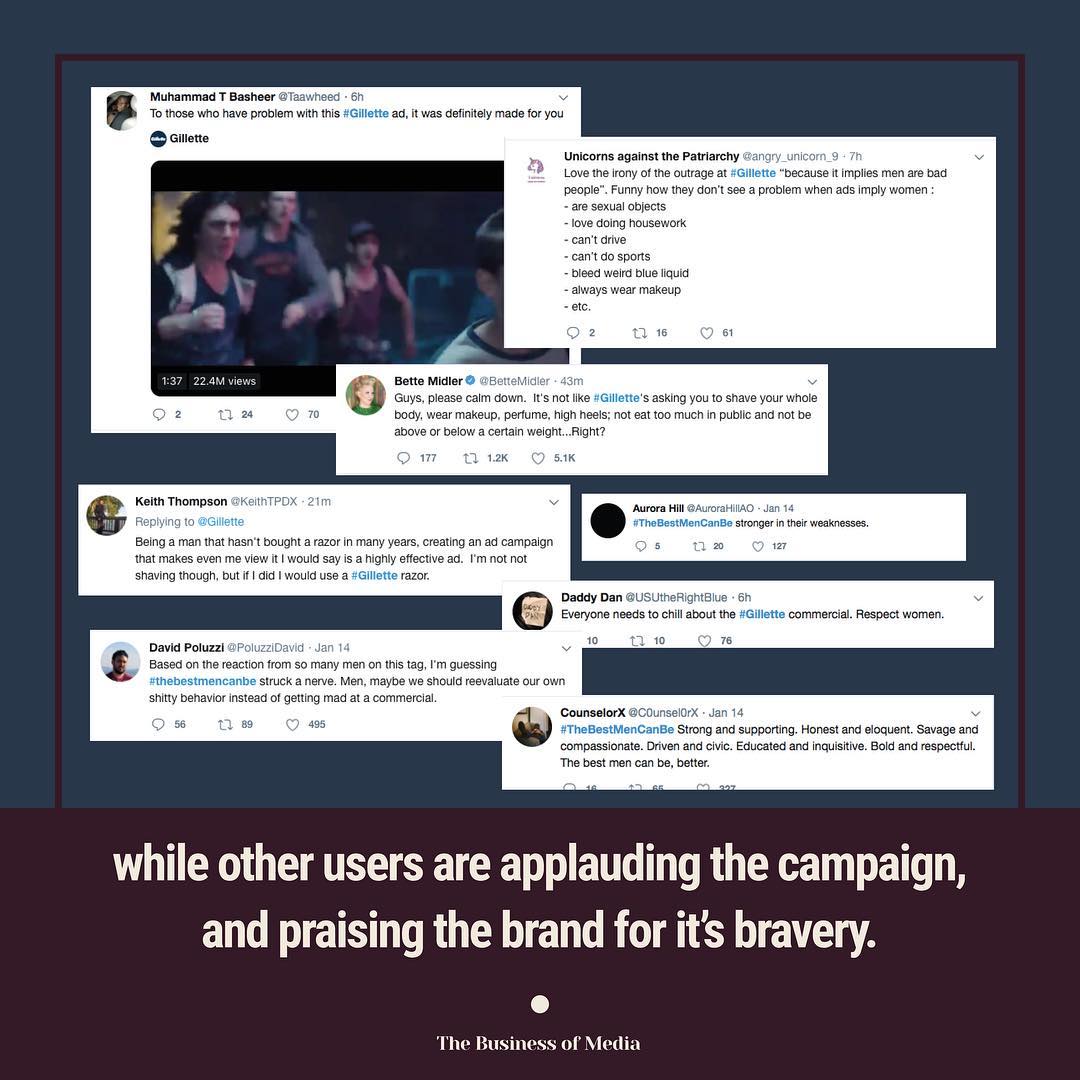 Muhammad T Basheer @Taawheed · 6h
To those who have problem with this #Gillette ad, it was definitely made for you
Gillette
1:37 22.4M views
2 24 70
Unicorns against the Patriarchy @angry_unicorn_9 · 7h
Love the irony of the outrage at #Gillette “because it implies men are bad
people”. Funny how they don’t see a problem when ads imply women :
- are sexual objects
- love doing housework
- can’t drive
- can’t do sports
- bleed weird blue liquid
- always wear makeup
- etc.
2 16 61
Bette Midler @BetteMidler · 43m
Guys, please calm down. It's not like #Gillette's asking you to shave your whole
body, wear makeup, perfume, high heels; not eat too much in public and not be
above or below a certain weight...Right?
177 1.2K 5.1K
Keith Thompson @KeithTPDX · 21m
Replying to @Gillette
Being a man that hasn’t bought a razor in many years, creating an ad campaign
that makes even me view it I would say is a highly effective ad. I’m not not
shaving though, but if I did I would use a #Gillette razor.
Aurora Hill @AuroraHillAO · Jan 14
#TheBestMenCanBe stronger in their weaknesses.
5 20 127
Daddy Dan @USUtheRightBlue · 6h
Everyone needs to chill about the #Gillette commercial. Respect women.
10 10 76
David Poluzzi @PoluzziDavid · Jan 14
Based on the reaction from so many men on this tag, I’m guessing
#thebestmencanbe struck a nerve. Men, maybe we should reevaluate our own
shitty behavior instead of getting mad at a commercial.
56 89 495
CounselorX @C0unsel0rX · Jan 14
#TheBestMenCanBe Strong and supporting. Honest and eloquent. Savage and
compassionate. Driven and civic. Educated and inquisitive. Bold and respectful.
The best men can be, better.
16 65 327
while other users are applauding the campaign,
and praising the brand for it’s bravery.
The Business of Media